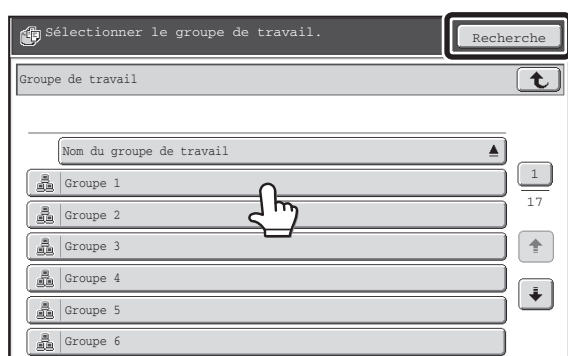 Sélectionner le groupe de travail.
Recherche
Groupe de travail
Nom du groupe de travail
Groupe 1
1
Groupe 2
17
Groupe 3
Groupe 4
Groupe 5
Groupe 6